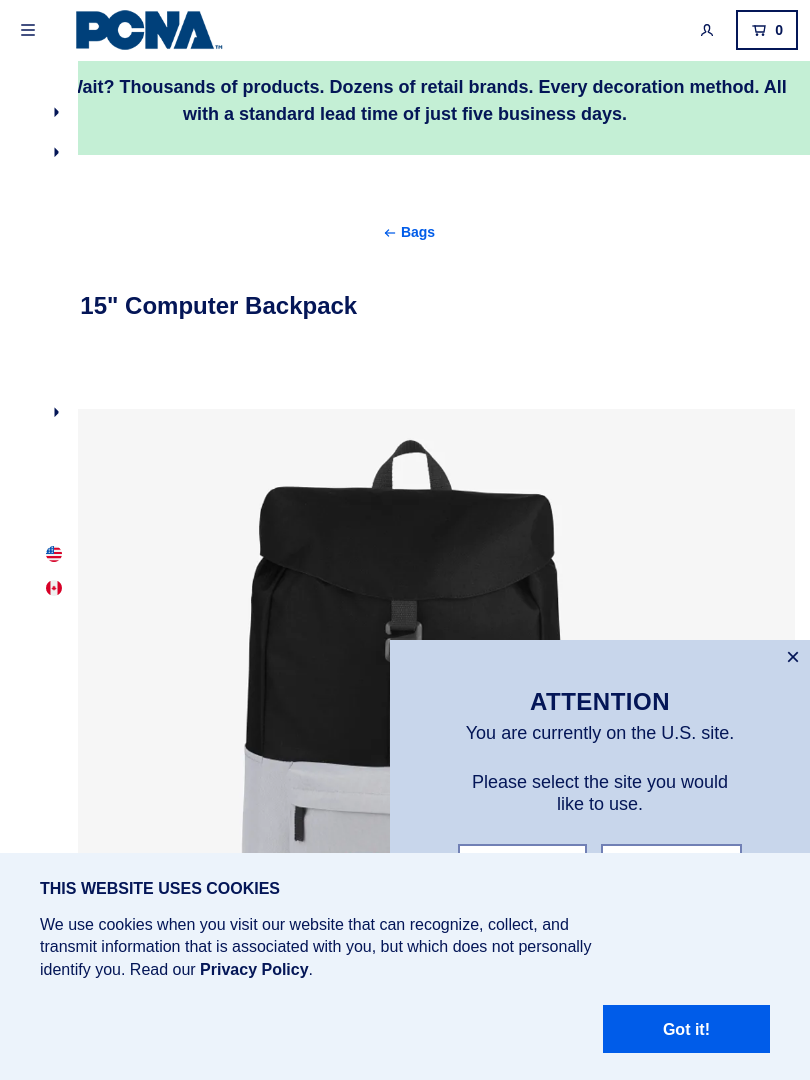 PCNA™
0
Wait? Thousands of products. Dozens of retail brands. Every decoration method. All
with a standard lead time of just five business days.
Bags
15" Computer Backpack
ATTENTION
You are currently on the U.S. site.
Please select the site you would
like to use.
THIS WEBSITE USES COOKIES
We use cookies when you visit our website that can recognize, collect, and
transmit information that is associated with you, but which does not personally
identify you. Read our Privacy Policy.
Got it!